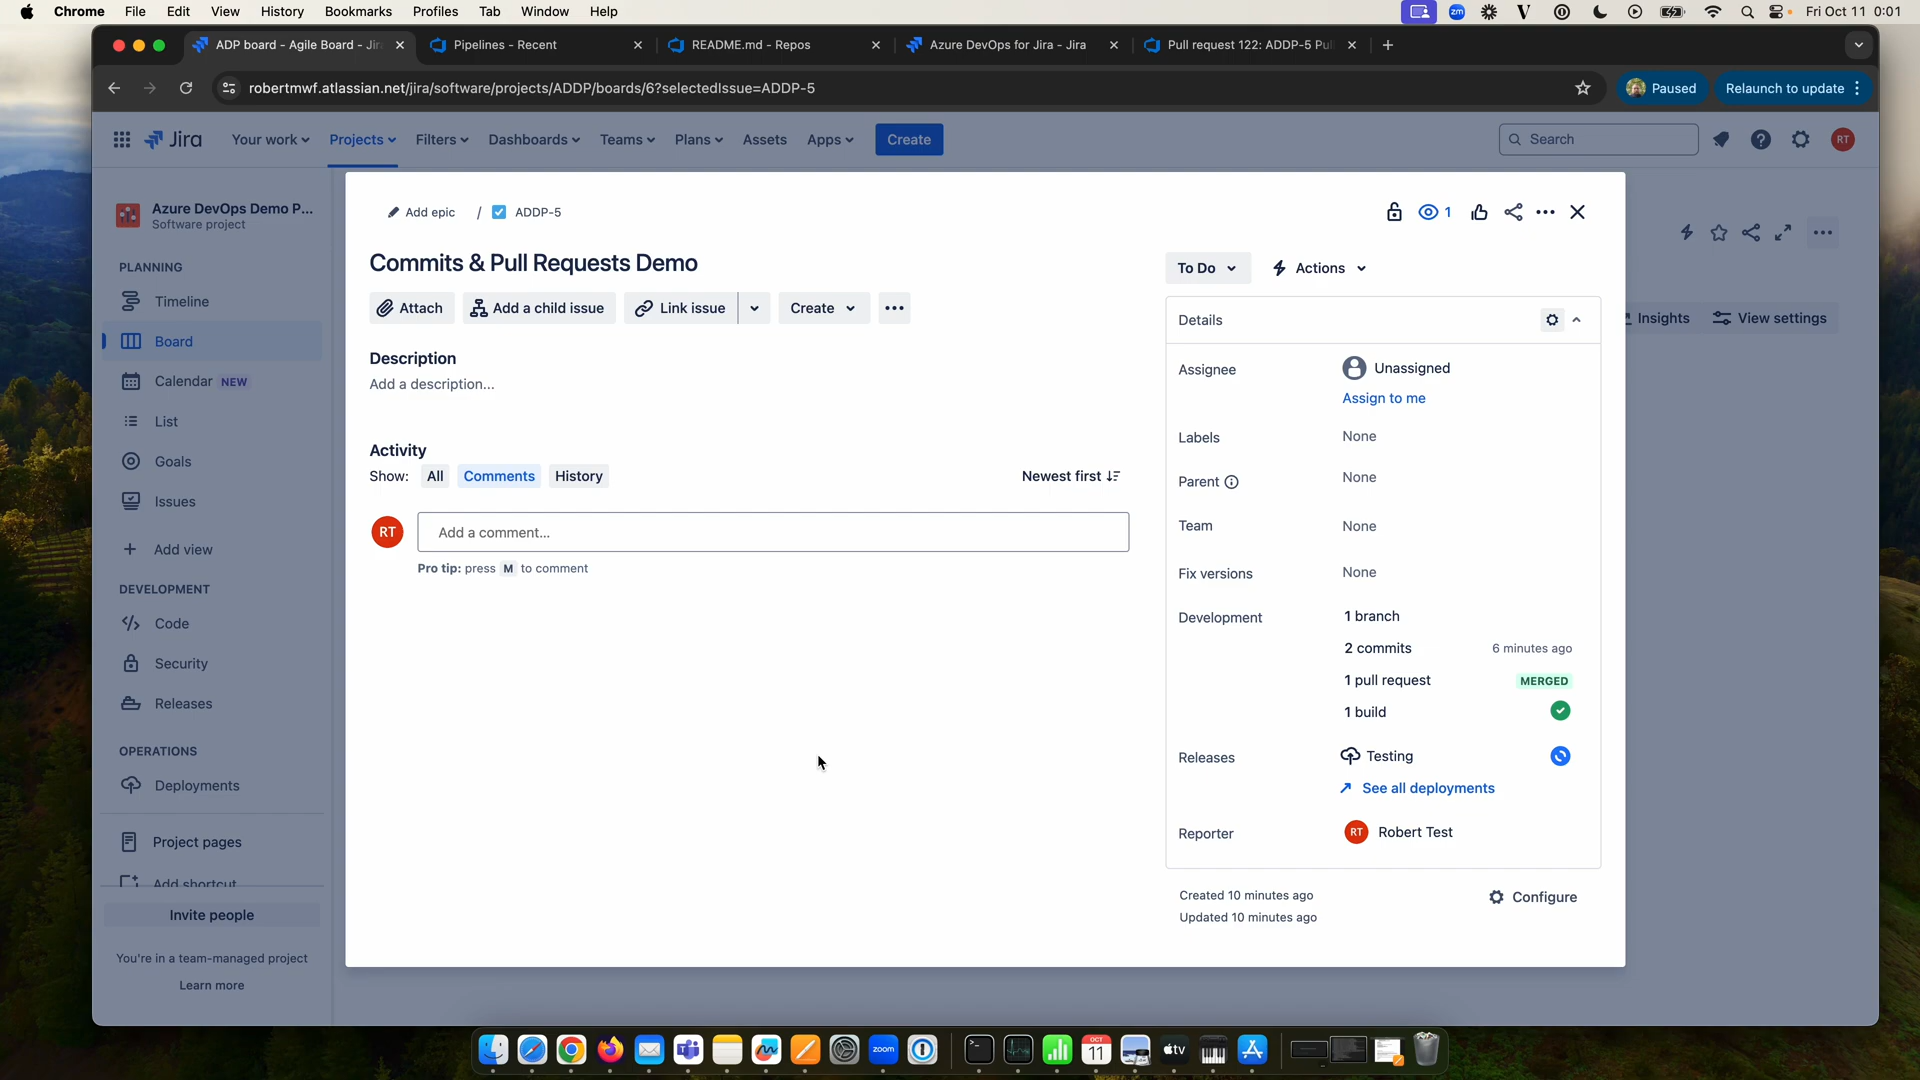 Chrome File Edit View History Bookmarks Profiles Tab Window Help
zm
Fri Oct 11 0:01
ADP board - Agile Board - Jir
Pipelines - Recent
README.md - Repos
Azure DevOps for Jira - Jira
Pull request 122: ADDP-5 Pul
robertmwf.atlassian.net/jira/software/projects/ADDP/boards/6?selectedIssue=ADDP-5
Paused
Relaunch to update
Jira
Your work
Projects
Filters
Dashboards
Teams
Plans
Assets
Apps
Create
Search
RT
Azure DevOps Demo P...
Software project
PLANNING
Timeline
Board
Calendar NEW
List
Goals
Issues
Add view
DEVELOPMENT
Code
Security
Releases
OPERATIONS
Deployments
Project pages
Add shortcut
Invite people
You're in a team-managed project
Learn more
Add epic / ADDP-5
1
Commits & Pull Requests Demo
Attach
Add a child issue
Link issue
Create
Description
Add a description...
Activity
Show: All Comments History
Newest first
RT
Add a comment...
Pro tip: press M to comment
To Do
Actions
Details
Assignee
Unassigned
Assign to me
Labels
None
Parent
None
Team
None
Fix versions
None
Development
1 branch
2 commits
6 minutes ago
1 pull request
MERGED
1 build
Releases
Testing
See all deployments
Reporter
RT Robert Test
Created 10 minutes ago
Updated 10 minutes ago
Configure
Insights
View settings
zoom
OCT
11
tv